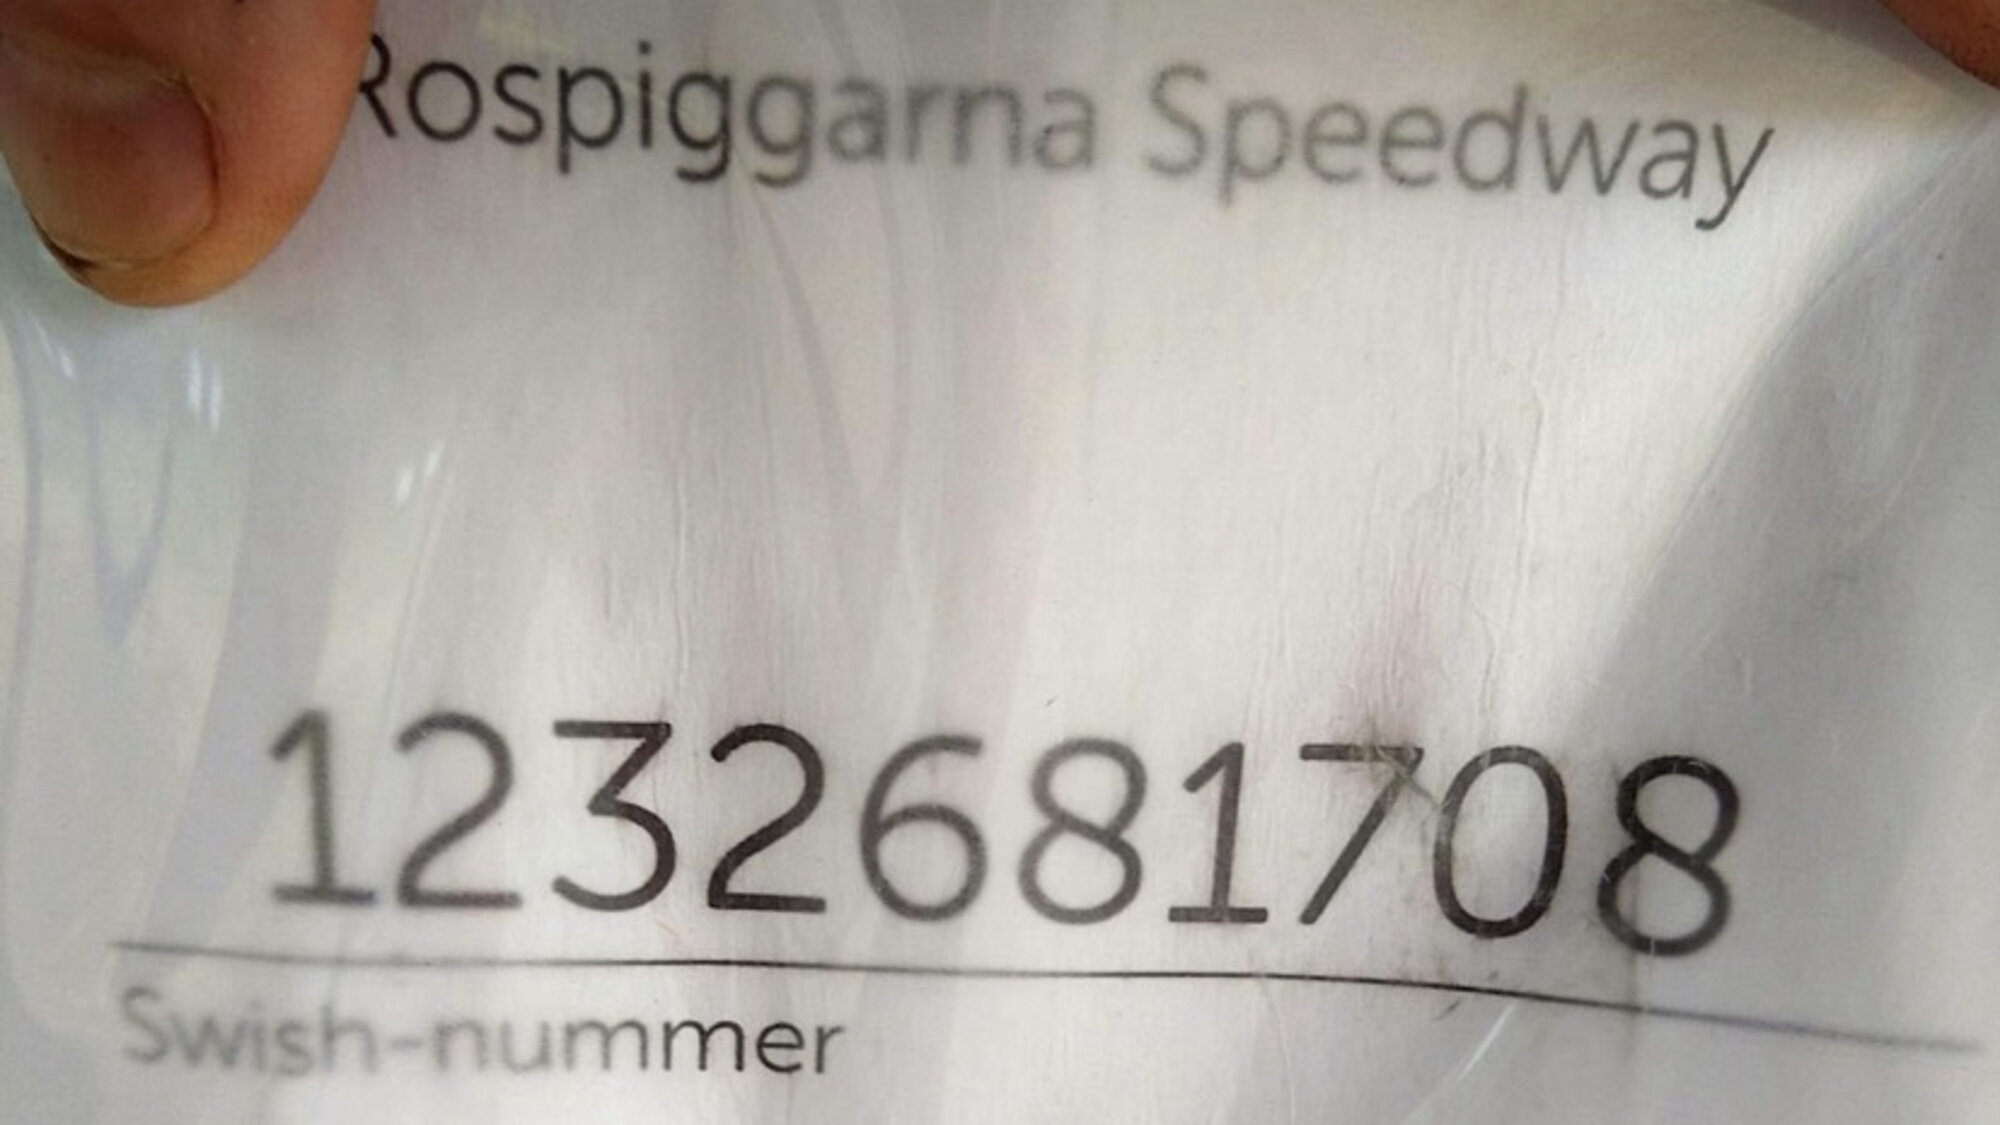 Rospiggarna Speedway
1232681708
Swish-nummer